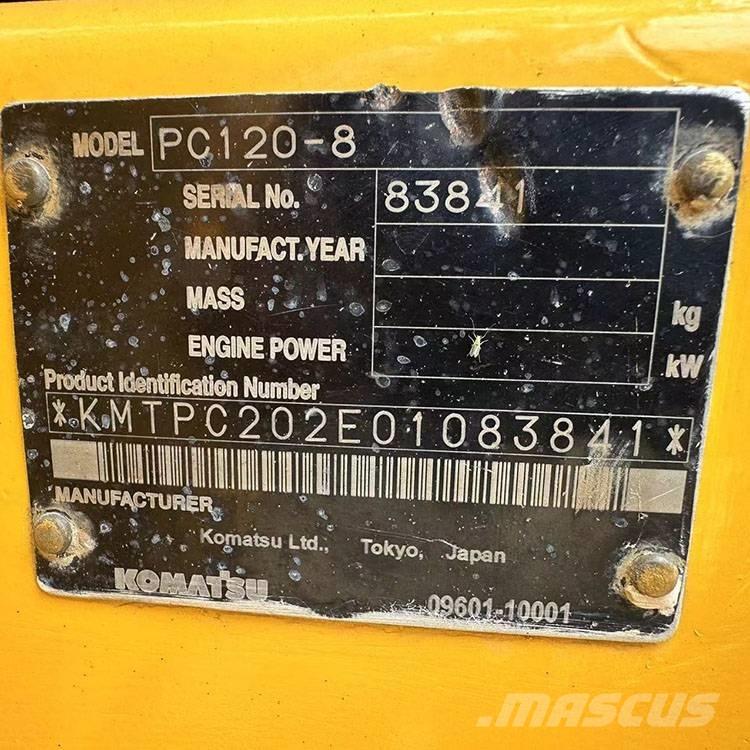 MODEL PC120-8
SERIAL No. 83841
MANUFACT.YEAR
MASS kg
ENGINE POWER kW
Product Identification Number
*KMTPC202E01083841*
MANUFACTURER
Komatsu Ltd., Tokyo, Japan
KOMATSU 09601-10001
MASCUS